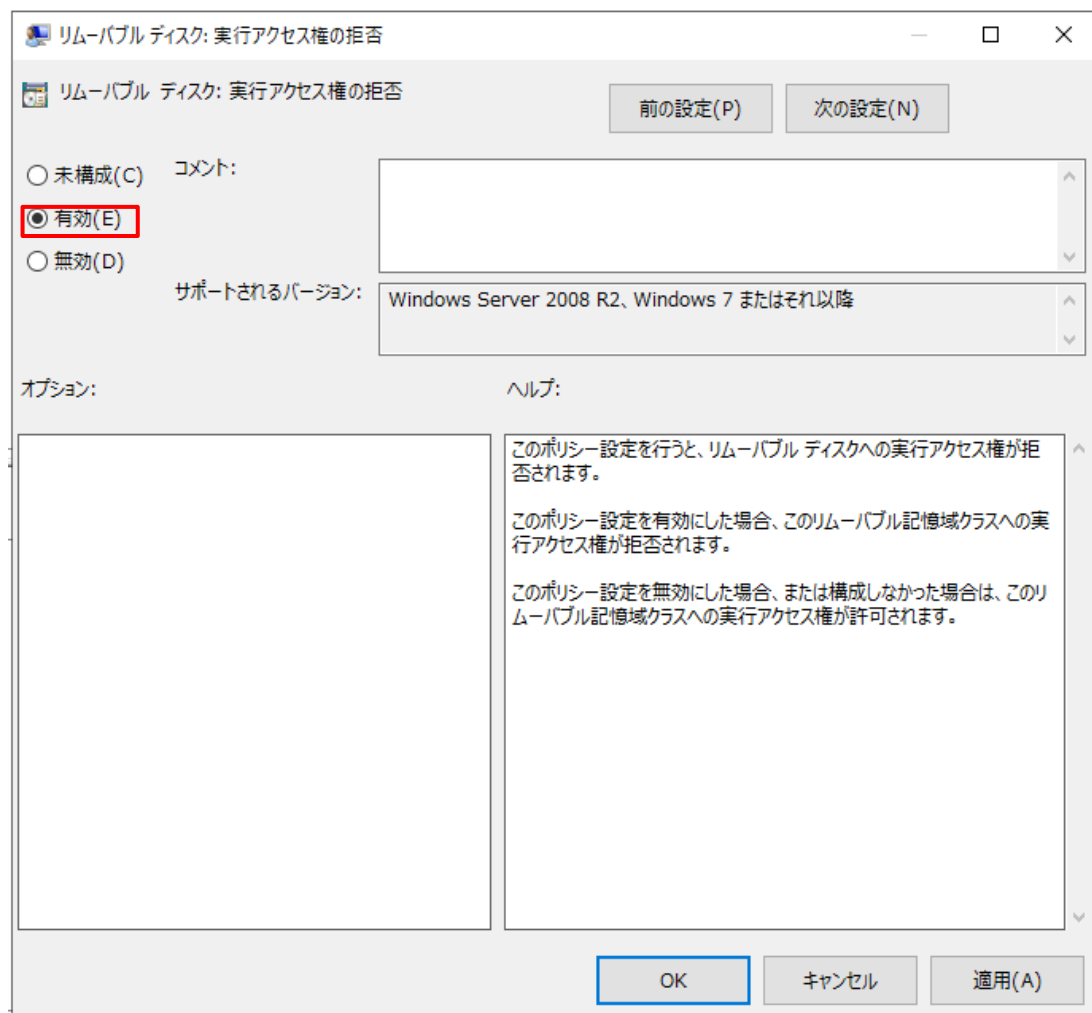 リムーバブル ディスク: 実行アクセス権の拒否
リムーバブル ディスク: 実行アクセス権の拒否
前の設定(P)
次の設定(N)
未構成(C)
コメント:
有効(E)
無効(D)
サポートされるバージョン:
Windows Server 2008 R2、Windows 7 またはそれ以降
オプション:
ヘルプ:
このポリシー設定を行うと、リムーバブル ディスクへの実行アクセス権が拒
否されます。
このポリシー設定を有効にした場合、このリムーバブル記憶域クラスへの実
行アクセス権が拒否されます。
このポリシー設定を無効にした場合、または構成しなかった場合は、このリ
ムーバブル記憶域クラスへの実行アクセス権が許可されます。
OK
キャンセル
適用(A)